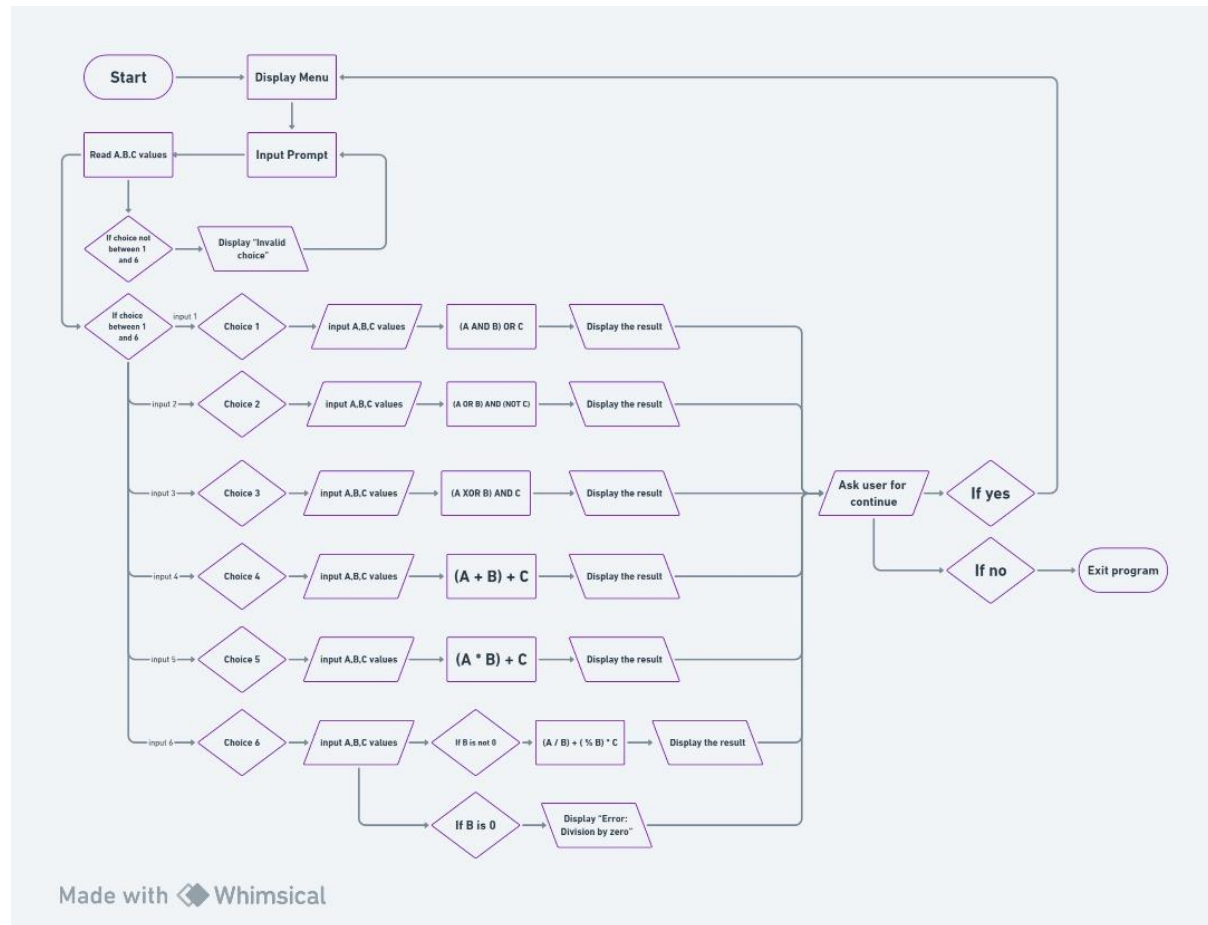 Start
Display Menu
Read A.B.C values
Input Prompt
If choice not
between 1
and 6
Display "Invalid
choice"
If choice
between 1
and 6
input 1
Choice 1
input A,B,C values
(A AND B) OR C
Display the result
input 2
Choice 2
input A,B,C values
(A OR B) AND (NOT C)
Display the result
input 3
Choice 3
input A,B,C values
(A XOR B) AND C
Display the result
Ask user for
continue
If yes
input 4
Choice 4
input A,B,C values
(A + B) + C
Display the result
If no
Exit program
input 5
Choice 5
input A,B,C values
(A * B) + C
Display the result
input 6
Choice 6
input A,B,C values
If B is not 0
(A / B) + ( % B) * C
Display the result
If B is 0
Display "Error:
Division by zero"
Made with Whimsical